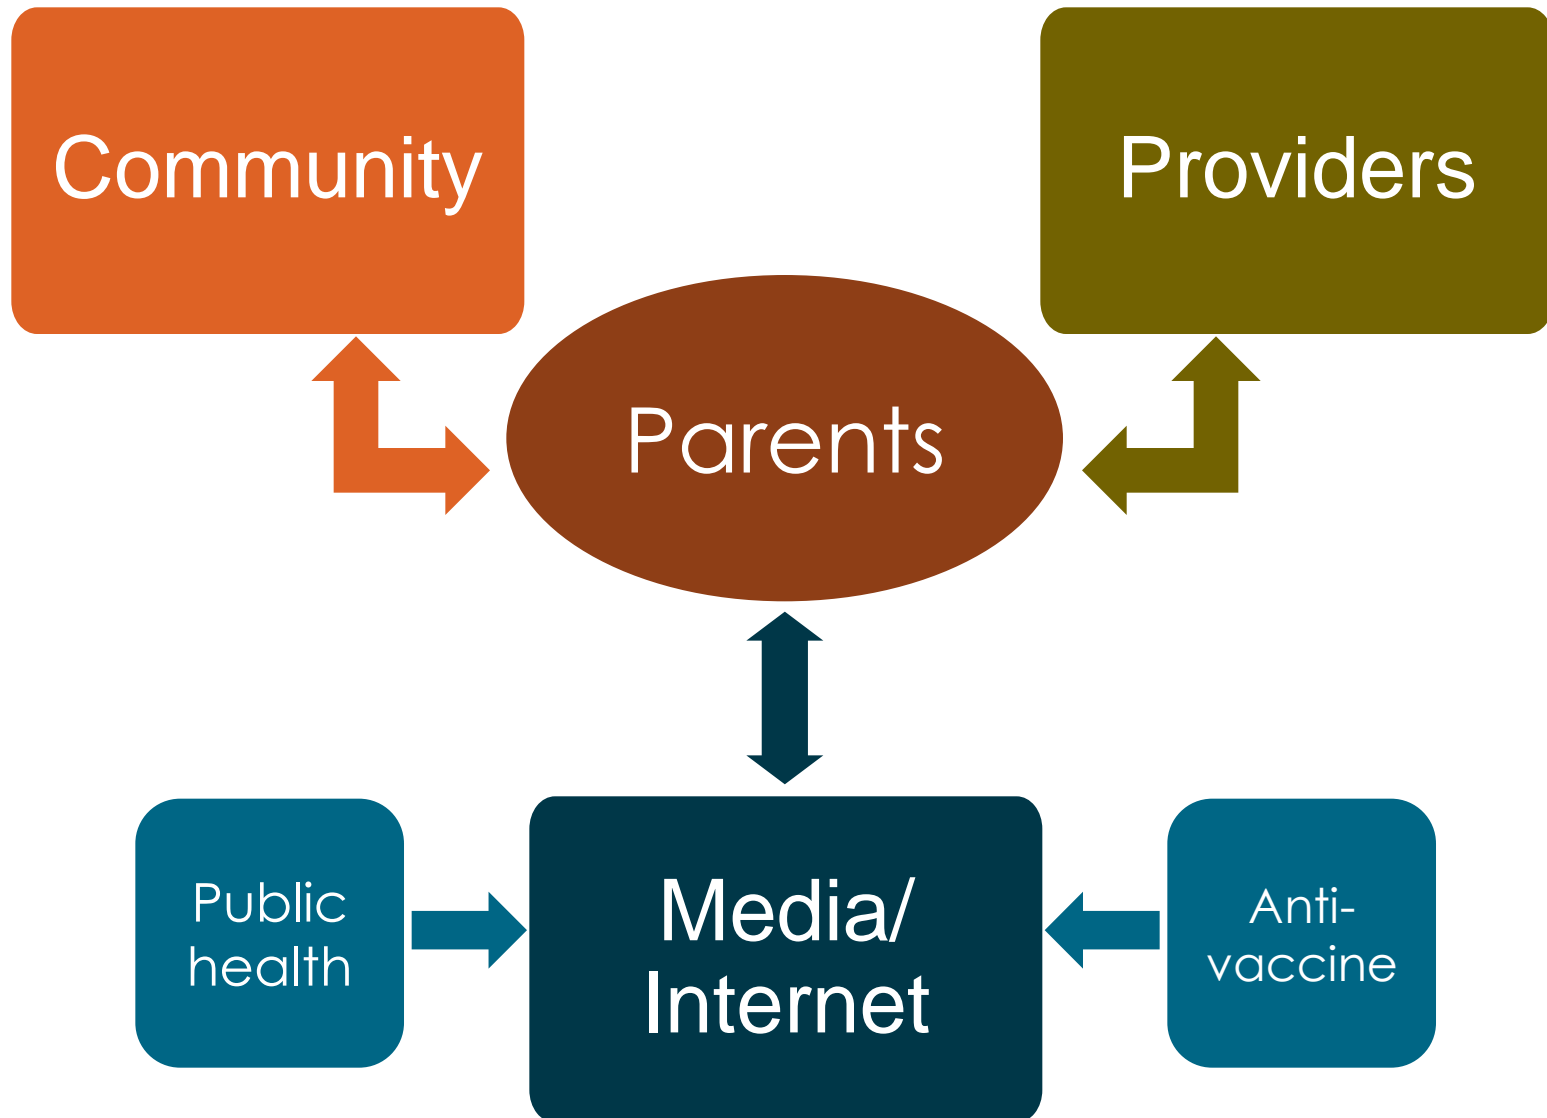 Community
Providers
Parents
Public
health
Media/
Internet
Anti-
vaccine